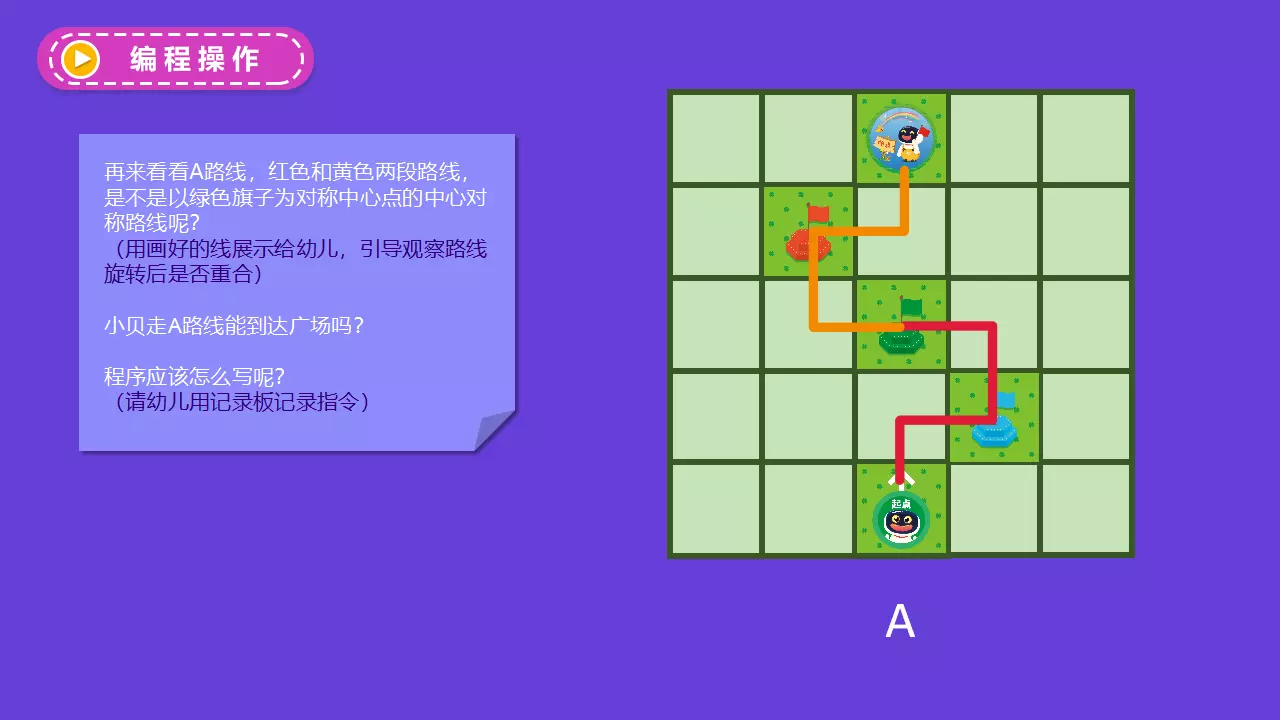 编程操作
再来看看A路线，红色和黄色两段路线，
是不是以绿色旗子为对称中心点的中心对
称路线呢？
（用画好的线展示给幼儿，引导观察路线
旋转后是否重合）
小贝走A路线能到达广场吗？
程序应该怎么写呢？
（请幼儿用记录板记录指令）
起点
A